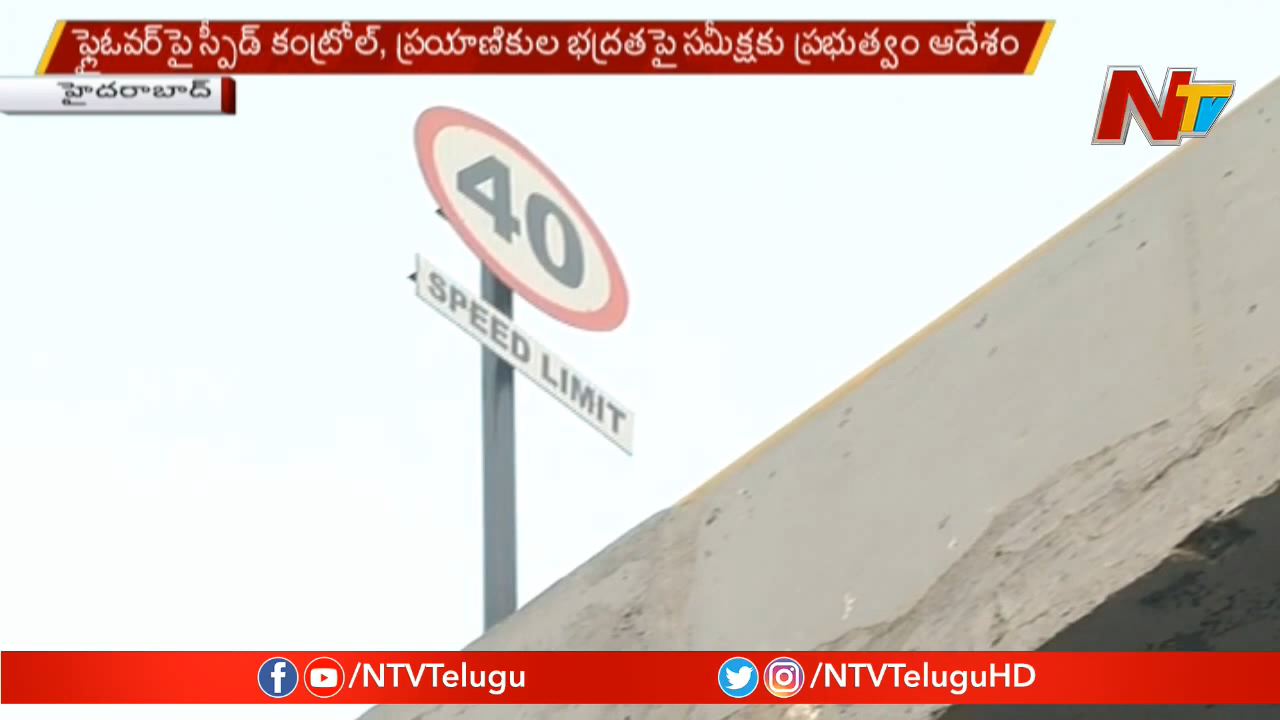 ఫ్లైఓవర్‌పై స్పీడ్ కంట్రోల్, ప్రయాణికుల భద్రతపై సమీక్షకు ప్రభుత్వం ఆదేశం
హైదరాబాద్
NTV
40
SPEED LIMIT
/NTVTelugu
/NTVTeluguHD